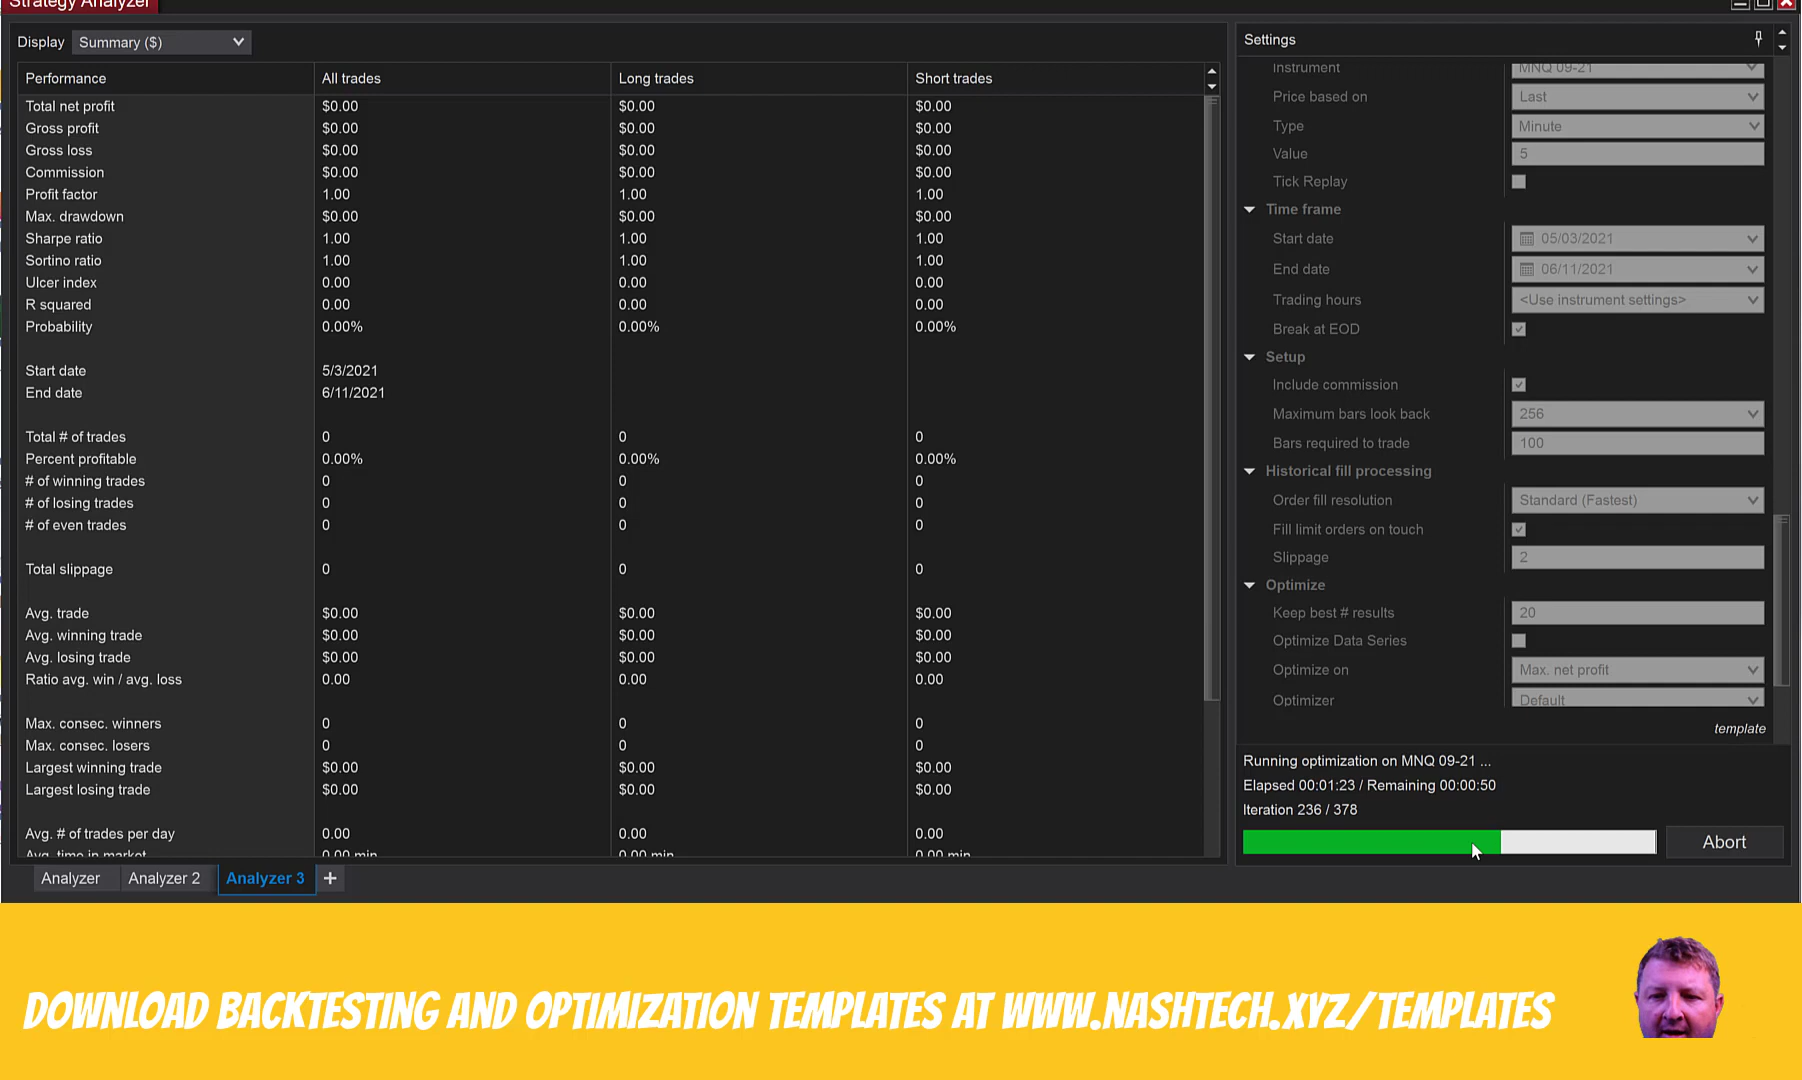 Strategy Analyzer
Display Summary ($)
Performance All trades Long trades Short trades
Total net profit $0.00 $0.00 $0.00
Gross profit $0.00 $0.00 $0.00
Gross loss $0.00 $0.00 $0.00
Commission $0.00 $0.00 $0.00
Profit factor 1.00 1.00 1.00
Max. drawdown $0.00 $0.00 $0.00
Sharpe ratio 1.00 1.00 1.00
Sortino ratio 1.00 1.00 1.00
Ulcer index 0.00 0.00 0.00
R squared 0.00 0.00 0.00
Probability 0.00% 0.00% 0.00%
Start date 5/3/2021
End date 6/11/2021
Total # of trades 0 0 0
Percent profitable 0.00% 0.00% 0.00%
# of winning trades 0 0 0
# of losing trades 0 0 0
# of even trades 0 0 0
Total slippage 0 0 0
Avg. trade $0.00 $0.00 $0.00
Avg. winning trade $0.00 $0.00 $0.00
Avg. losing trade $0.00 $0.00 $0.00
Ratio avg. win / avg. loss 0.00 0.00 0.00
Max. consec. winners 0 0 0
Max. consec. losers 0 0 0
Largest winning trade $0.00 $0.00 $0.00
Largest losing trade $0.00 $0.00 $0.00
Avg. # of trades per day 0.00 0.00 0.00
Avg. time in market 0.00 min 0.00 min 0.00 min
Analyzer Analyzer 2 Analyzer 3 +
Settings
Instrument MNQ 09-21
Price based on Last
Type Minute
Value 5
Tick Replay
Time frame
Start date 05/03/2021
End date 06/11/2021
Trading hours <Use instrument settings>
Break at EOD
Setup
Include commission
Maximum bars look back 256
Bars required to trade 100
Historical fill processing
Order fill resolution Standard (Fastest)
Fill limit orders on touch
Slippage 2
Optimize
Keep best # results 20
Optimize Data Series
Optimize on Max. net profit
Optimizer Default
template
Running optimization on MNQ 09-21 ...
Elapsed 00:01:23 / Remaining 00:00:50
Iteration 236 / 378
Abort
DOWNLOAD BACKTESTING AND OPTIMIZATION TEMPLATES AT WWW.NASHTECH.XYZ/TEMPLATES